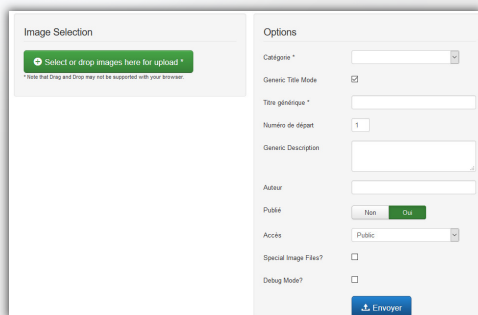 Image Selection
Select or drop images here for upload *
* Note that Drag and Drop may not be supported with your browser.
Options
Catégorie *
Generic Title Mode
Titre générique *
Numéro de départ
1
Generic Description
Auteur
Publié
Non
Oui
Accès
Public
Special Image Files?
Debug Mode?
Envoyer